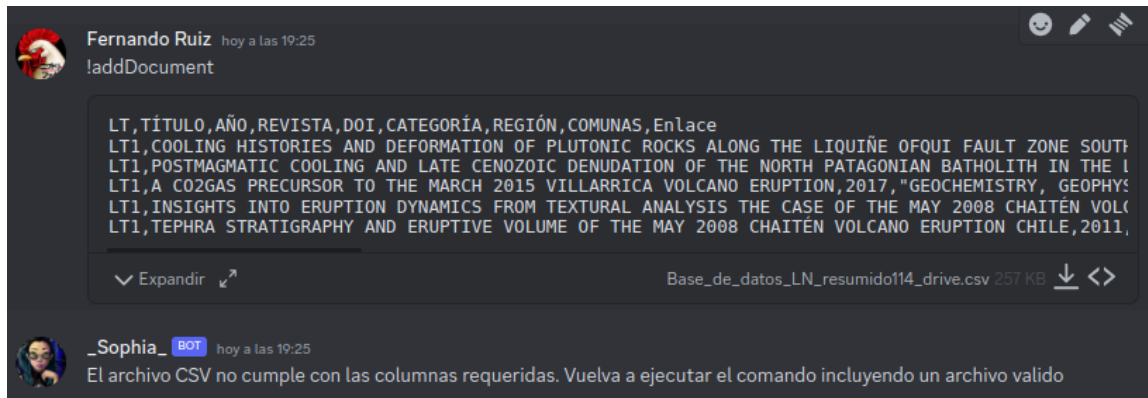 Fernando Ruiz hoy a las 19:25
!addDocument
LT,TÍTULO,AÑO,REVISTA,DOI,CATEGORÍA,REGIÓN,COMUNAS,Enlace
LT1,COOLING HISTORIES AND DEFORMATION OF PLUTONIC ROCKS ALONG THE LIQUIÑE OFQUI FAULT ZONE SOUTH
LT1,POSTMAGMATIC COOLING AND LATE CENOZOIC DENUDATION OF THE NORTH PATAGONIAN BATHOLITH IN THE L
LT1,A CO2GAS PRECURSOR TO THE MARCH 2015 VILLARRICA VOLCANO ERUPTION,2017,"GEOCHEMISTRY, GEOPHYS
LT1,INSIGHTS INTO ERUPTION DYNAMICS FROM TEXTURAL ANALYSIS THE CASE OF THE MAY 2008 CHAITÉN VOLC
LT1,TEPHRA STRATIGRAPHY AND ERUPTIVE VOLUME OF THE MAY 2008 CHAITÉN VOLCANO ERUPTION CHILE,2011,
Expandir Base_de_datos_LN_resumido114_drive.csv 257 KB
_Sophia_ BOT hoy a las 19:25
El archivo CSV no cumple con las columnas requeridas. Vuelva a ejecutar el comando incluyendo un archivo valido